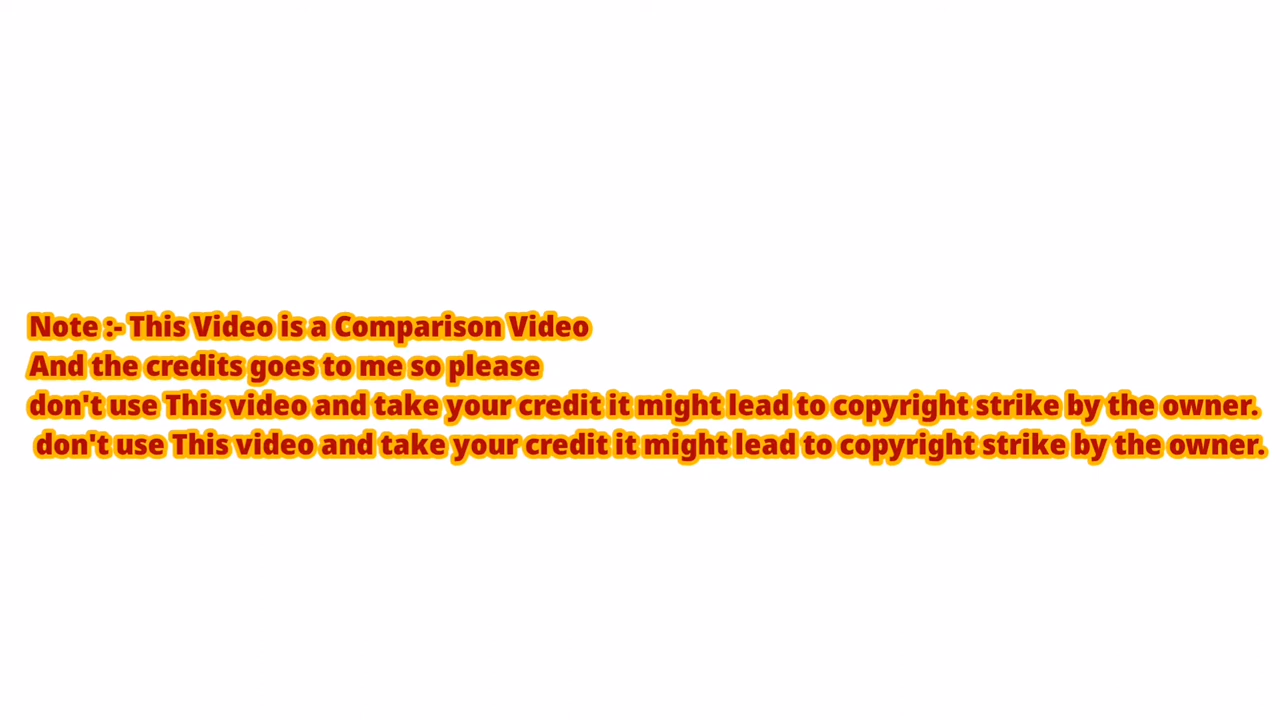 Note :- This Video is a Comparison Video
And the credits goes to me so please
don't use This video and take your credit it might lead to copyright strike by the owner.
don't use This video and take your credit it might lead to copyright strike by the owner.